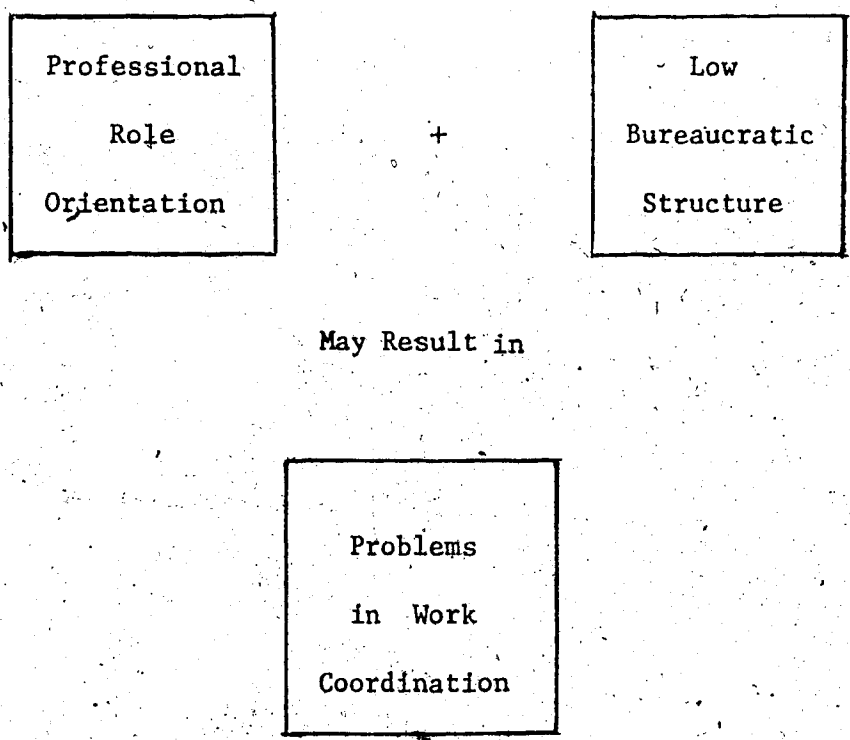 Professional
Role
Orientation
+
Low
Bureaucratic
Structure
May Result in
Problems
in Work
Coordination